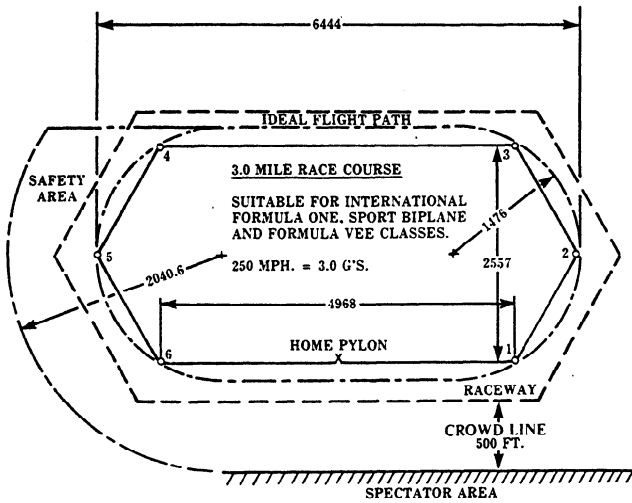 6444
IDEAL FLIGHT PATH
4
3
3.0 MILE RACE COURSE
SAFETY
AREA
SUITABLE FOR INTERNATIONAL
FORMULA ONE, SPORT BIPLANE
AND FORMULA VEE CLASSES.
1476
5
2
250 MPH. = 3.0 G'S.
2557
2040.6
4968
HOME PYLON
6
1
RACEWAY
CROWD LINE
500 FT.
SPECTATOR AREA